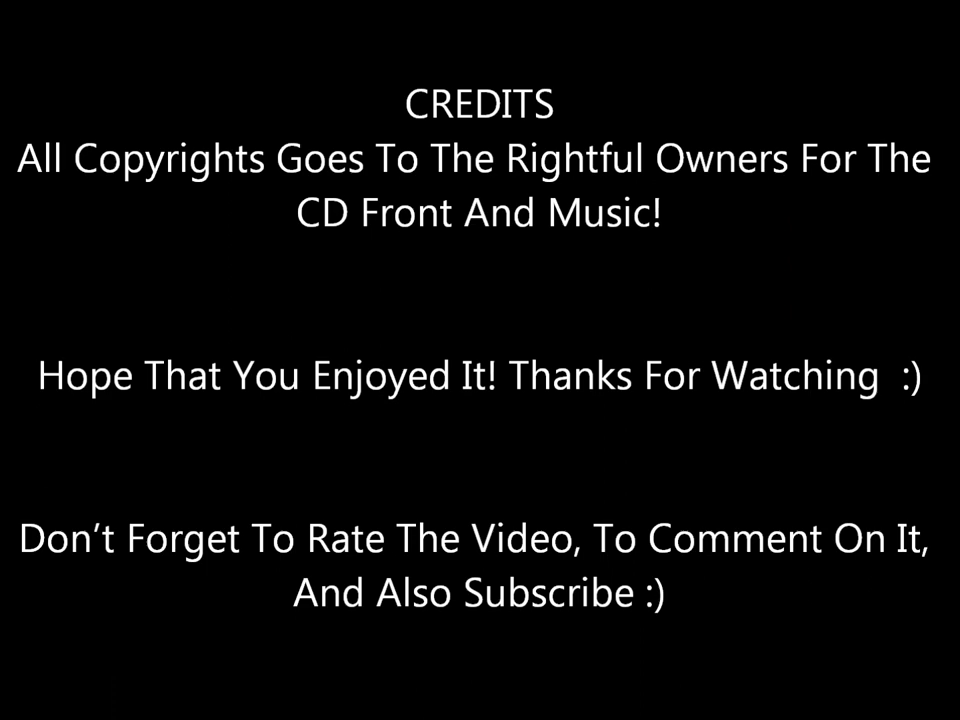 CREDITS
All Copyrights Goes To The Rightful Owners For The
CD Front And Music!
Hope That You Enjoyed It! Thanks For Watching  :)
Don’t Forget To Rate The Video, To Comment On It,
And Also Subscribe :)